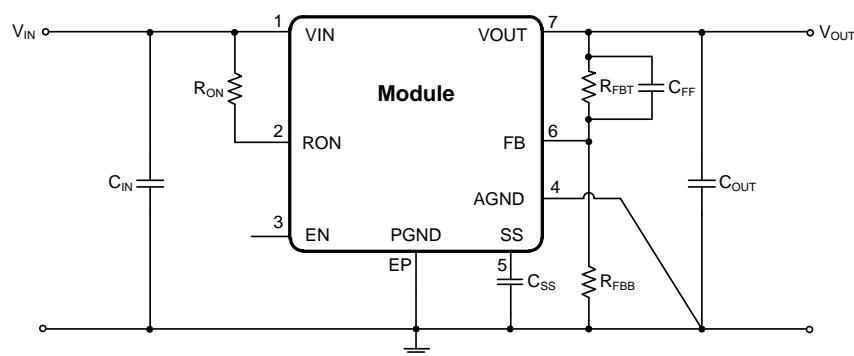 VIN
1
VIN
VOUT
7
VOUT
RON
Module
RFBT
CFF
2
RON
FB
6
CIN
AGND
4
COUT
3
EN
PGND
SS
EP
5
CSS
RFBB